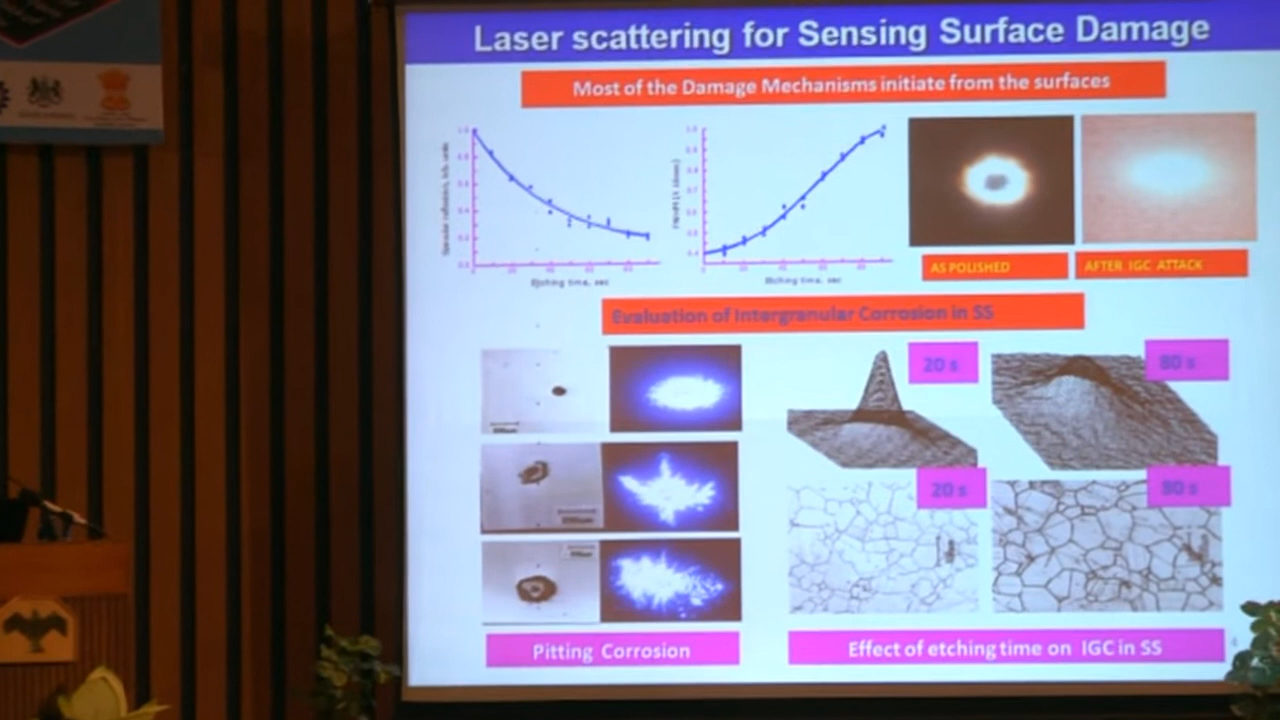 Laser scattering for Sensing Surface Damage
Most of the Damage Mechanisms initiate from the surfaces
Etching time, sec
Etching time, sec
AS POLISHED
AFTER IGC ATTACK
Evaluation of Intergranular Corrosion in SS
20 s
80 s
20 s
80 s
Pitting Corrosion
Effect of etching time on IGC in SS
4